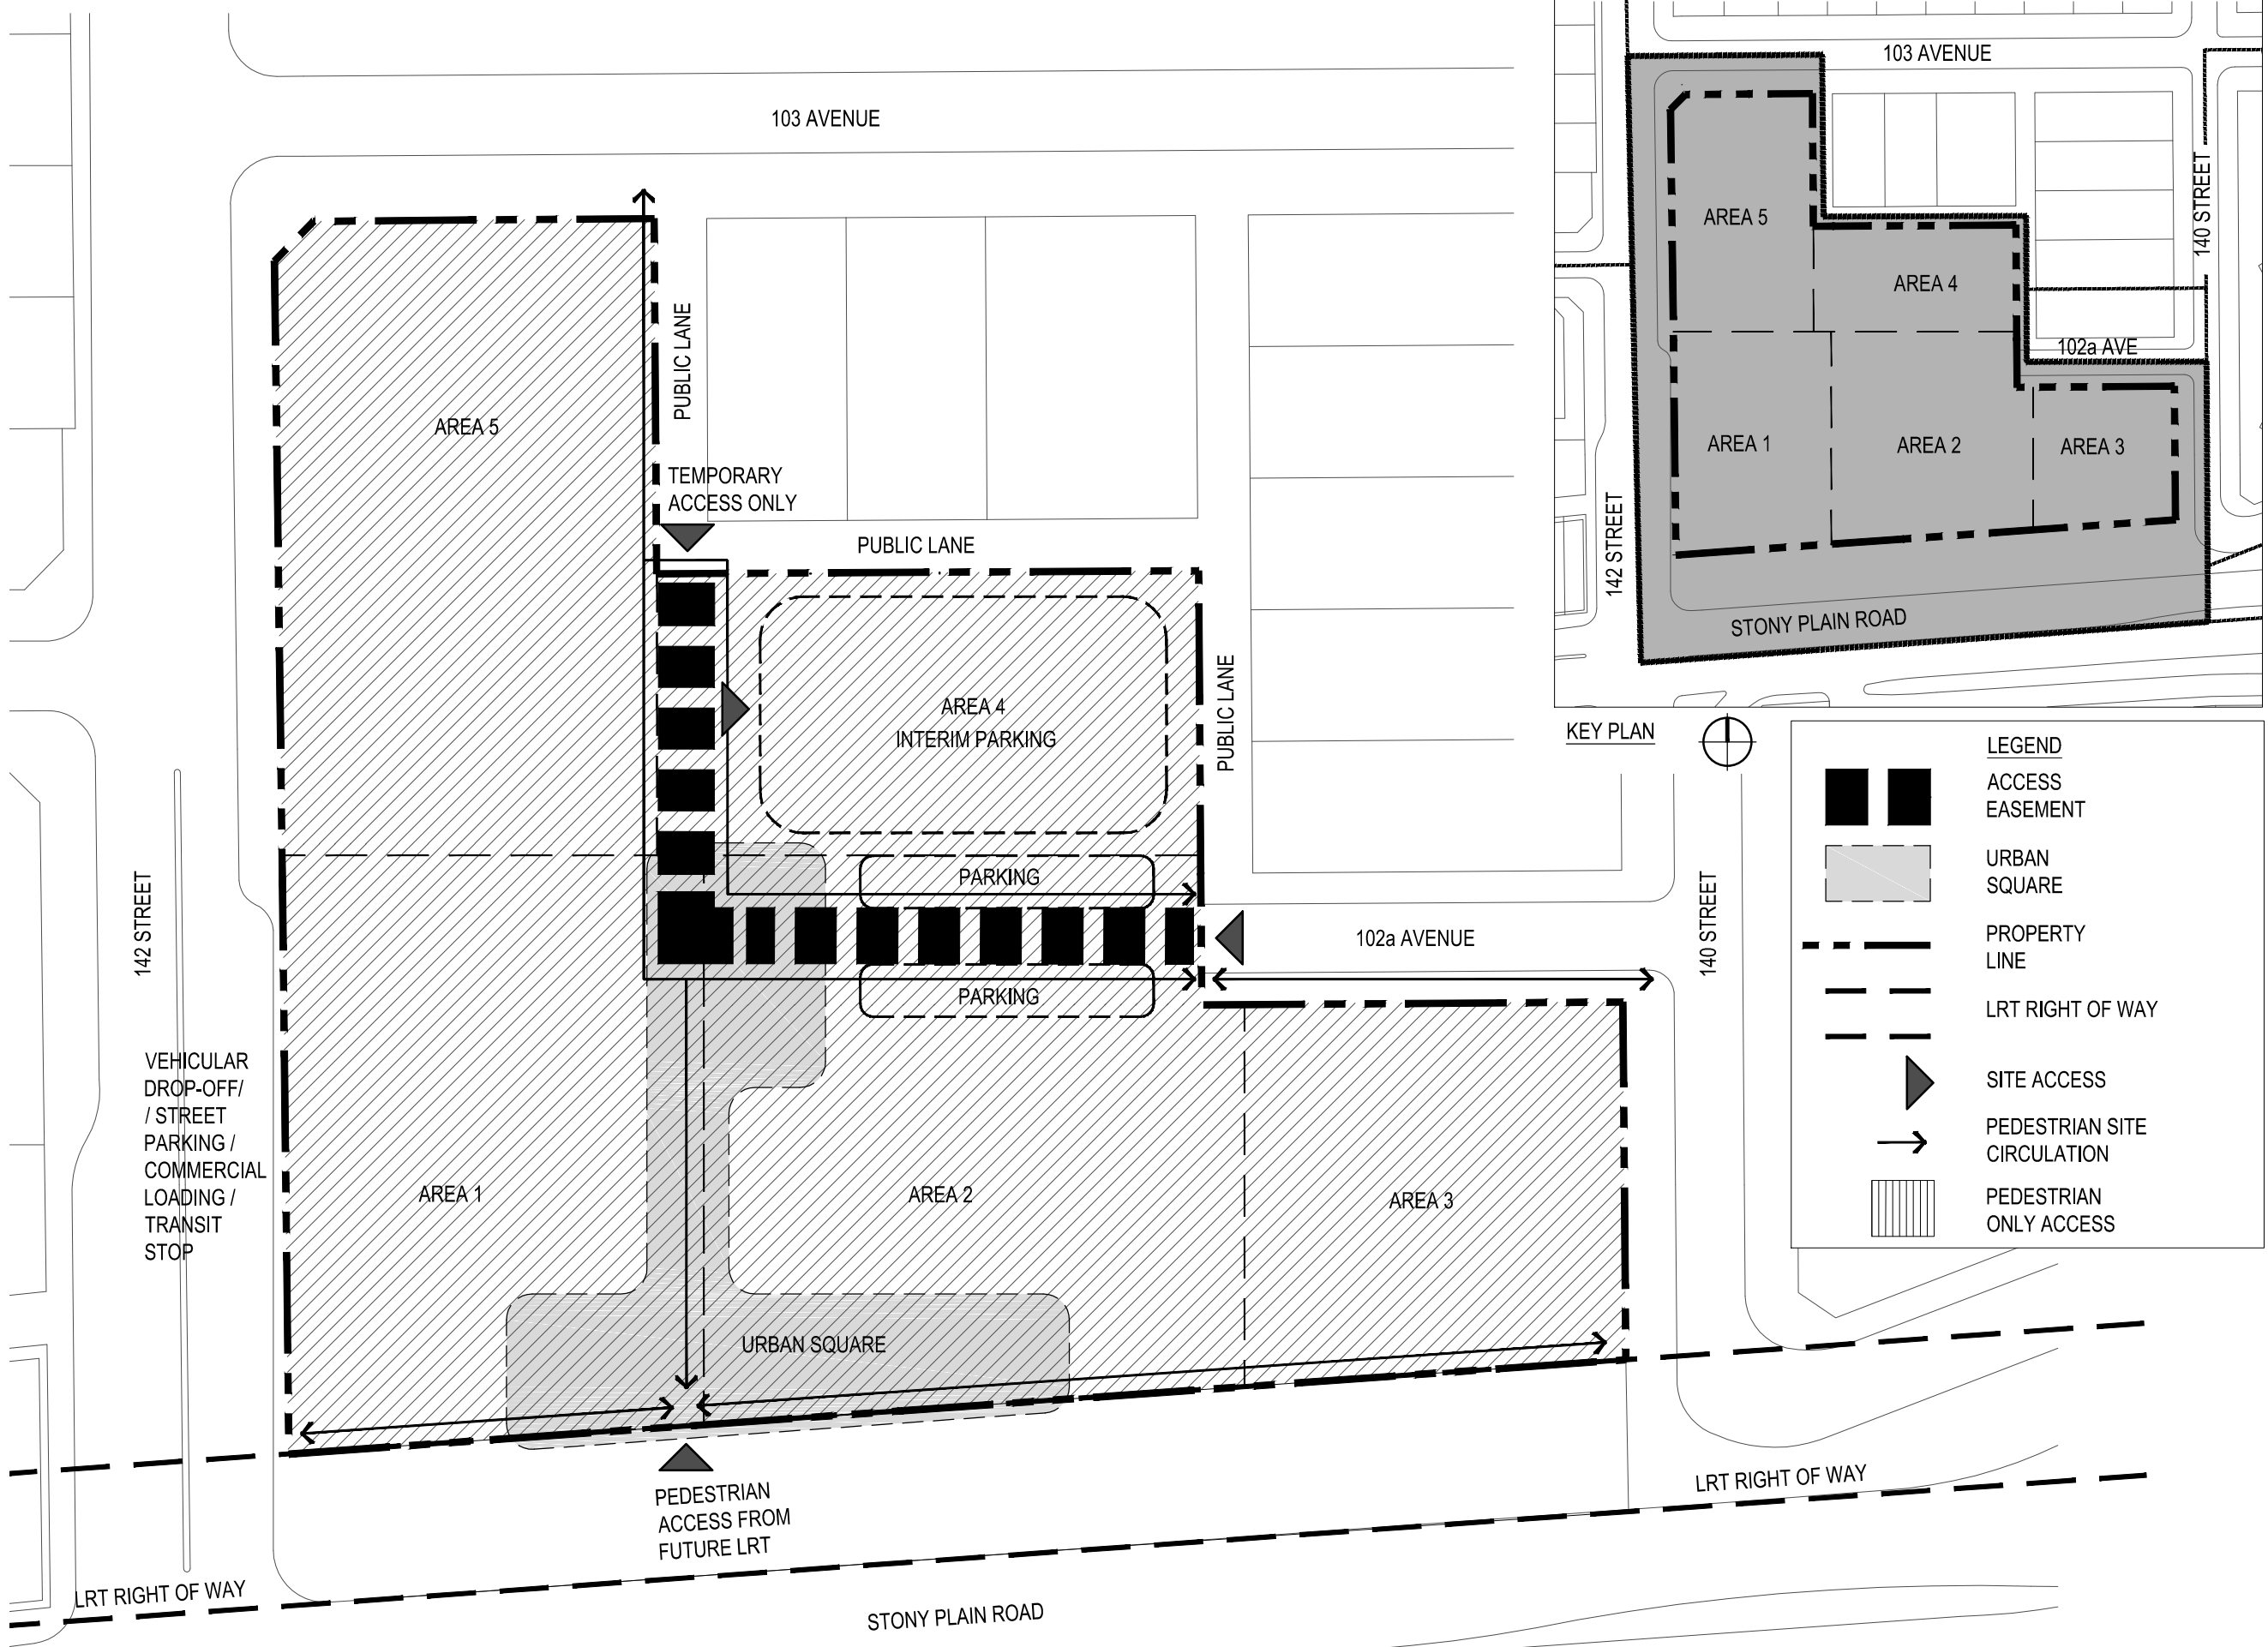 103 AVENUE
AREA 5
PUBLIC LANE
TEMPORARY
ACCESS ONLY
PUBLIC LANE
AREA 4
INTERIM PARKING
PUBLIC LANE
PARKING
PARKING
102a AVENUE
140 STREET
142 STREET
VEHICULAR
DROP-OFF/
/ STREET
PARKING /
COMMERCIAL
LOADING /
TRANSIT
STOP
AREA 1
AREA 2
AREA 3
URBAN SQUARE
PEDESTRIAN
ACCESS FROM
FUTURE LRT
LRT RIGHT OF WAY
LRT RIGHT OF WAY
STONY PLAIN ROAD
103 AVENUE
140 STREET
AREA 5
AREA 4
102a AVE
AREA 1
AREA 2
AREA 3
142 STREET
STONY PLAIN ROAD
KEY PLAN
LEGEND
ACCESS
EASEMENT
URBAN
SQUARE
PROPERTY
LINE
LRT RIGHT OF WAY
SITE ACCESS
PEDESTRIAN SITE
CIRCULATION
PEDESTRIAN
ONLY ACCESS